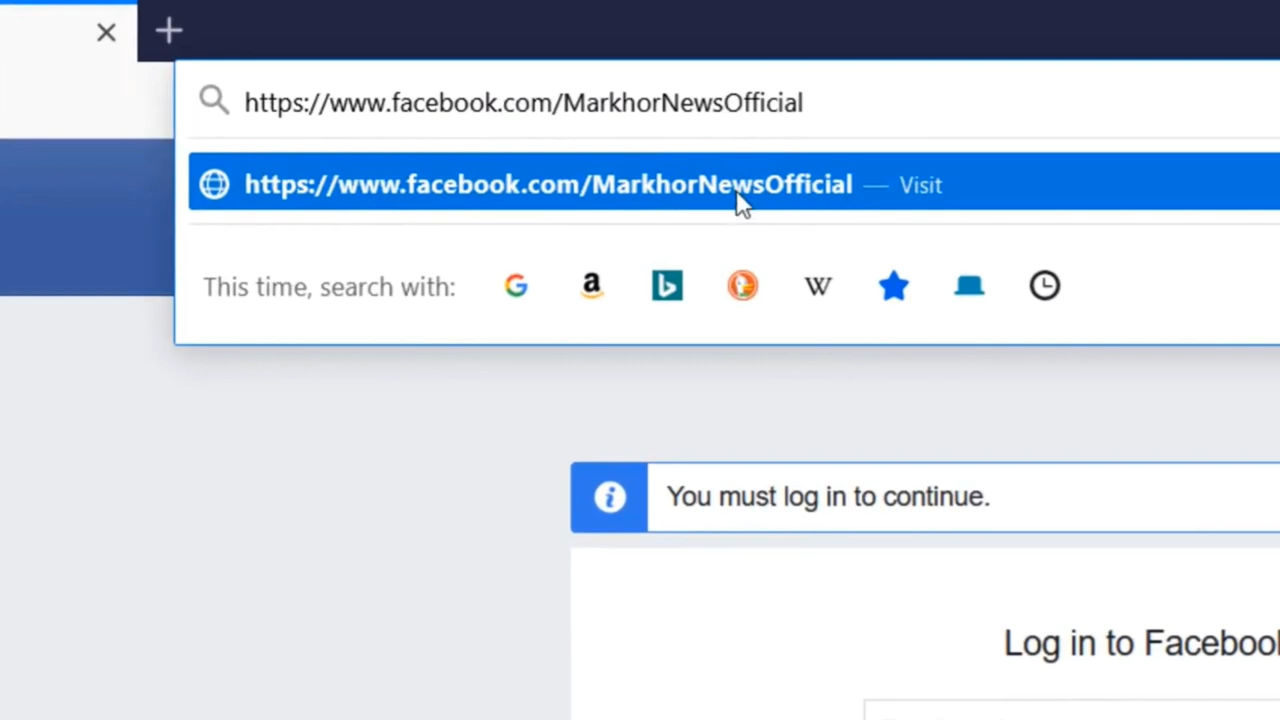 https://www.facebook.com/MarkhorNewsOfficial
https://www.facebook.com/MarkhorNewsOfficial — Visit
This time, search with:
You must log in to continue.
Log in to Facebook